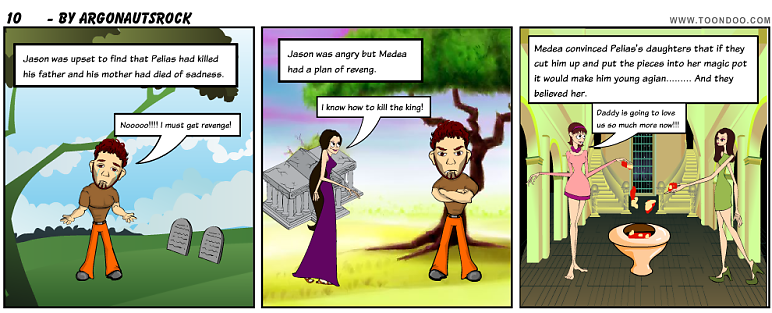 10 - BY ARGONAUTSROCK
WWW.TOONDOO.COM
Jason was upset to find that Pelias had killed
his father and his mother had died of sadness.
Nooooo!!!! I must get revenge!
Jason was angry but Medea
had a plan of reveng.
I know how to kill the king!
Medea convinced Pelias's daughters that if they
cut him up and put the pieces into her magic pot
it would make him young agian......... And they
believed her.
Daddy is going to love
us so much more now!!!